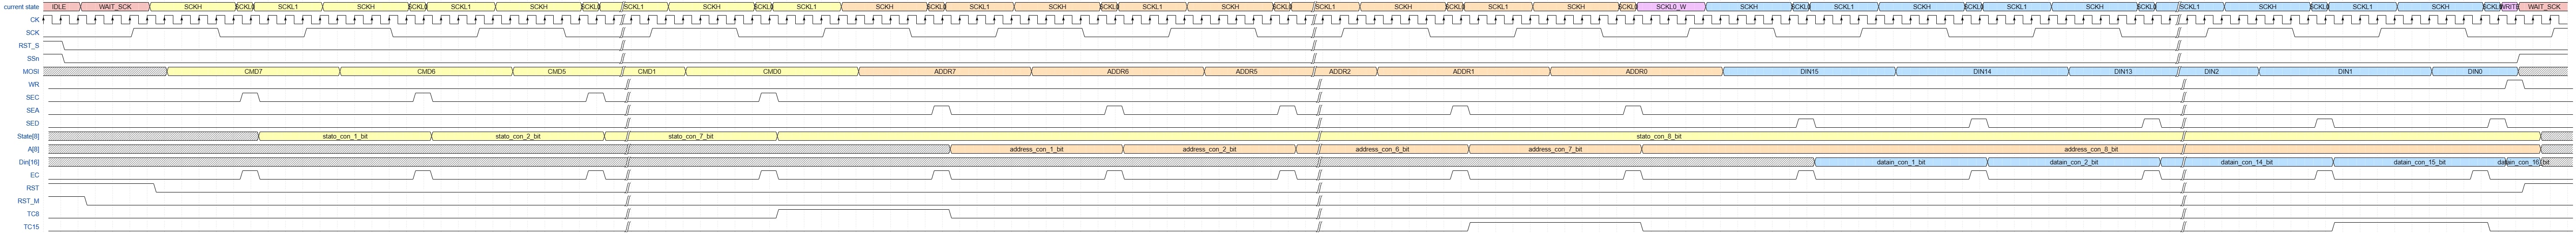 current state IDLE WAIT_SCK SCKH SCKL0 SCKL1 SCKH SCKL0 SCKL1 SCKH SCKL0 SCKL1 SCKH SCKL0 SCKL1 SCKH SCKL0 SCKL1 SCKH SCKL0 SCKL1 SCKH SCKL0 SCKL1 SCKH SCKL0 SCKL1 SCKH SCKL0 SCKL0_W SCKH SCKL0 SCKL1 SCKH SCKL0 SCKL1 SCKH SCKL0 SCKL1 SCKH SCKL0 SCKL1 SCKH SCKL0 WRITE WAIT_SCK
CK
SCK
RST_S
SSn
MOSI CMD7 CMD6 CMD5 CMD1 CMD0 ADDR7 ADDR6 ADDR5 ADDR2 ADDR1 ADDR0 DIN15 DIN14 DIN13 DIN2 DIN1 DIN0
WR
SEC
SEA
SED
State[8] stato_con_1_bit stato_con_2_bit stato_con_7_bit stato_con_8_bit
A[8] address_con_1_bit address_con_2_bit address_con_6_bit address_con_7_bit address_con_8_bit
Din[16] datain_con_1_bit datain_con_2_bit datain_con_14_bit datain_con_15_bit datain_con_16_bit
EC
RST
RST_M
TC8
TC15